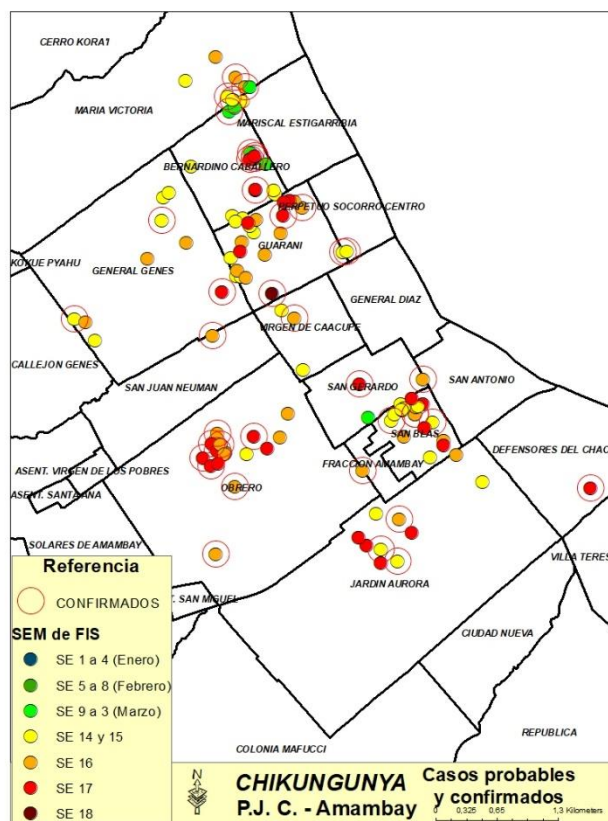 CERRO KORA'I
MARIA VICTORIA
MARISCAL ESTIGARRIBIA
BERNARDINO CABALLERO
PERPETUO SOCORRO CENTRO
GUARANI
KOKUE PYAHU
GENERAL GENES
GENERAL DIAZ
VIRGEN DE CAACUPE
CALLEJON GENES
SAN JUAN NEUMAN
SAN GERARDO
SAN ANTONIO
SAN BLAS
DEFENSORES DEL CHAC
FRACCION AMAMBAY
ASENT. VIRGEN DE LOS POBRES
ASENT. SANTA ANA
OBRERO
SOLARES DE AMAMBAY
VILLA TERES
JARDIN AURORA
T. SAN MIGUEL
CIUDAD NUEVA
REPUBLICA
COLONIA MAFUCCI
Referencia
CONFIRMADOS
SEM de FIS
SE 1 a 4 (Enero)
SE 5 a 8 (Febrero)
SE 9 a 3 (Marzo)
SE 14 y 15
SE 16
SE 17
SE 18
N
CHIKUNGUNYA
P.J. C. - Amambay
Casos probables
y confirmados
0 0,325 0,65 1,3 Kilometers